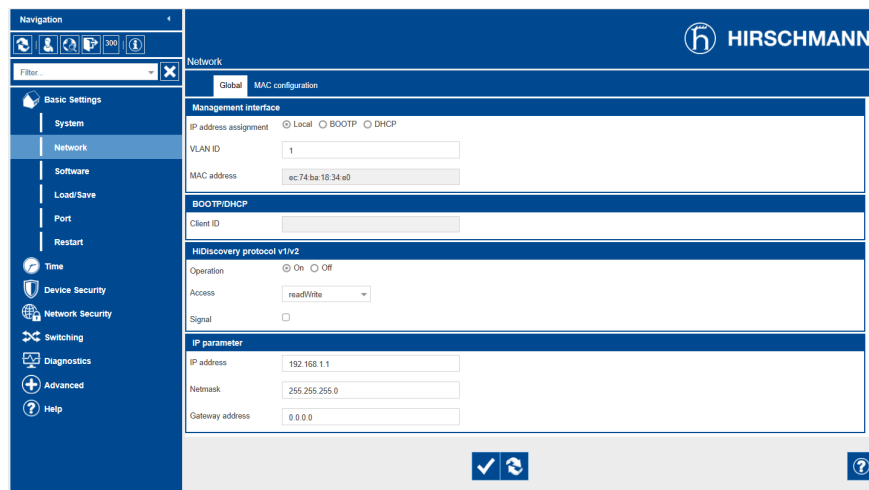 Navigation
300
Filter...
Basic Settings
System
Network
Software
Load/Save
Port
Restart
Time
Device Security
Network Security
Switching
Diagnostics
Advanced
Help
HIRSCHMANN
Network
Global MAC configuration
Management interface
IP address assignment Local BOOTP DHCP
VLAN ID 1
MAC address ec:74:ba:18:34:e0
BOOTP/DHCP
Client ID
HiDiscovery protocol v1/v2
Operation On Off
Access readWrite
Signal
IP parameter
IP address 192.168.1.1
Netmask 255.255.255.0
Gateway address 0.0.0.0